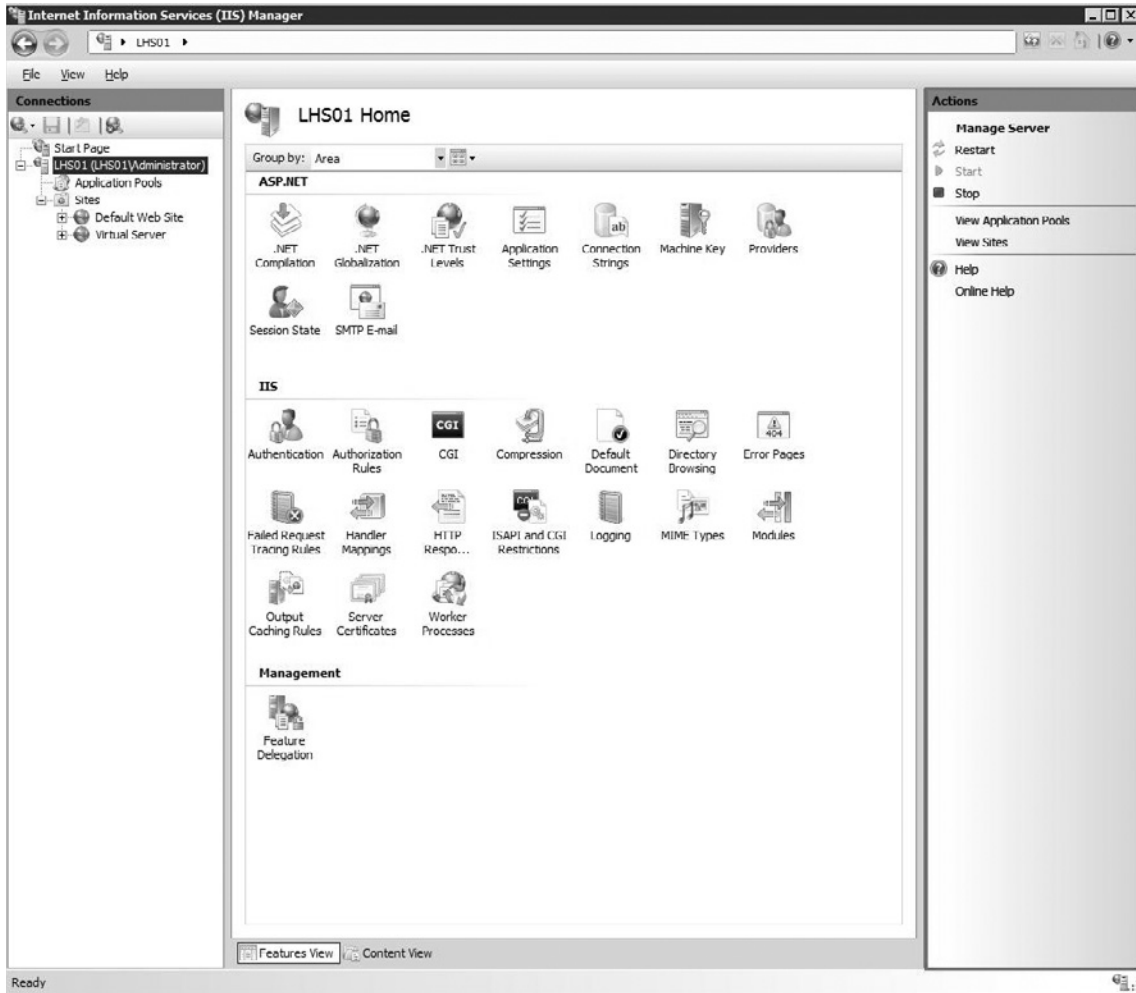 Internet Information Services (IIS) Manager
LHS01
File View Help
Connections
Start Page
LHS01 (LHS01\Administrator)
Application Pools
Sites
Default Web Site
Virtual Server
LHS01 Home
Group by: Area
ASP.NET
.NET Compilation
.NET Globalization
.NET Trust Levels
Application Settings
Connection Strings
Machine Key
Providers
Session State
SMTP E-mail
IIS
Authentication
Authorization Rules
CGI
Compression
Default Document
Directory Browsing
Error Pages
Failed Request Tracing Rules
Handler Mappings
HTTP Respo...
ISAPI and CGI Restrictions
Logging
MIME Types
Modules
Output Caching Rules
Server Certificates
Worker Processes
Management
Feature Delegation
Features View
Content View
Actions
Manage Server
Restart
Start
Stop
View Application Pools
View Sites
Help
Online Help
Ready